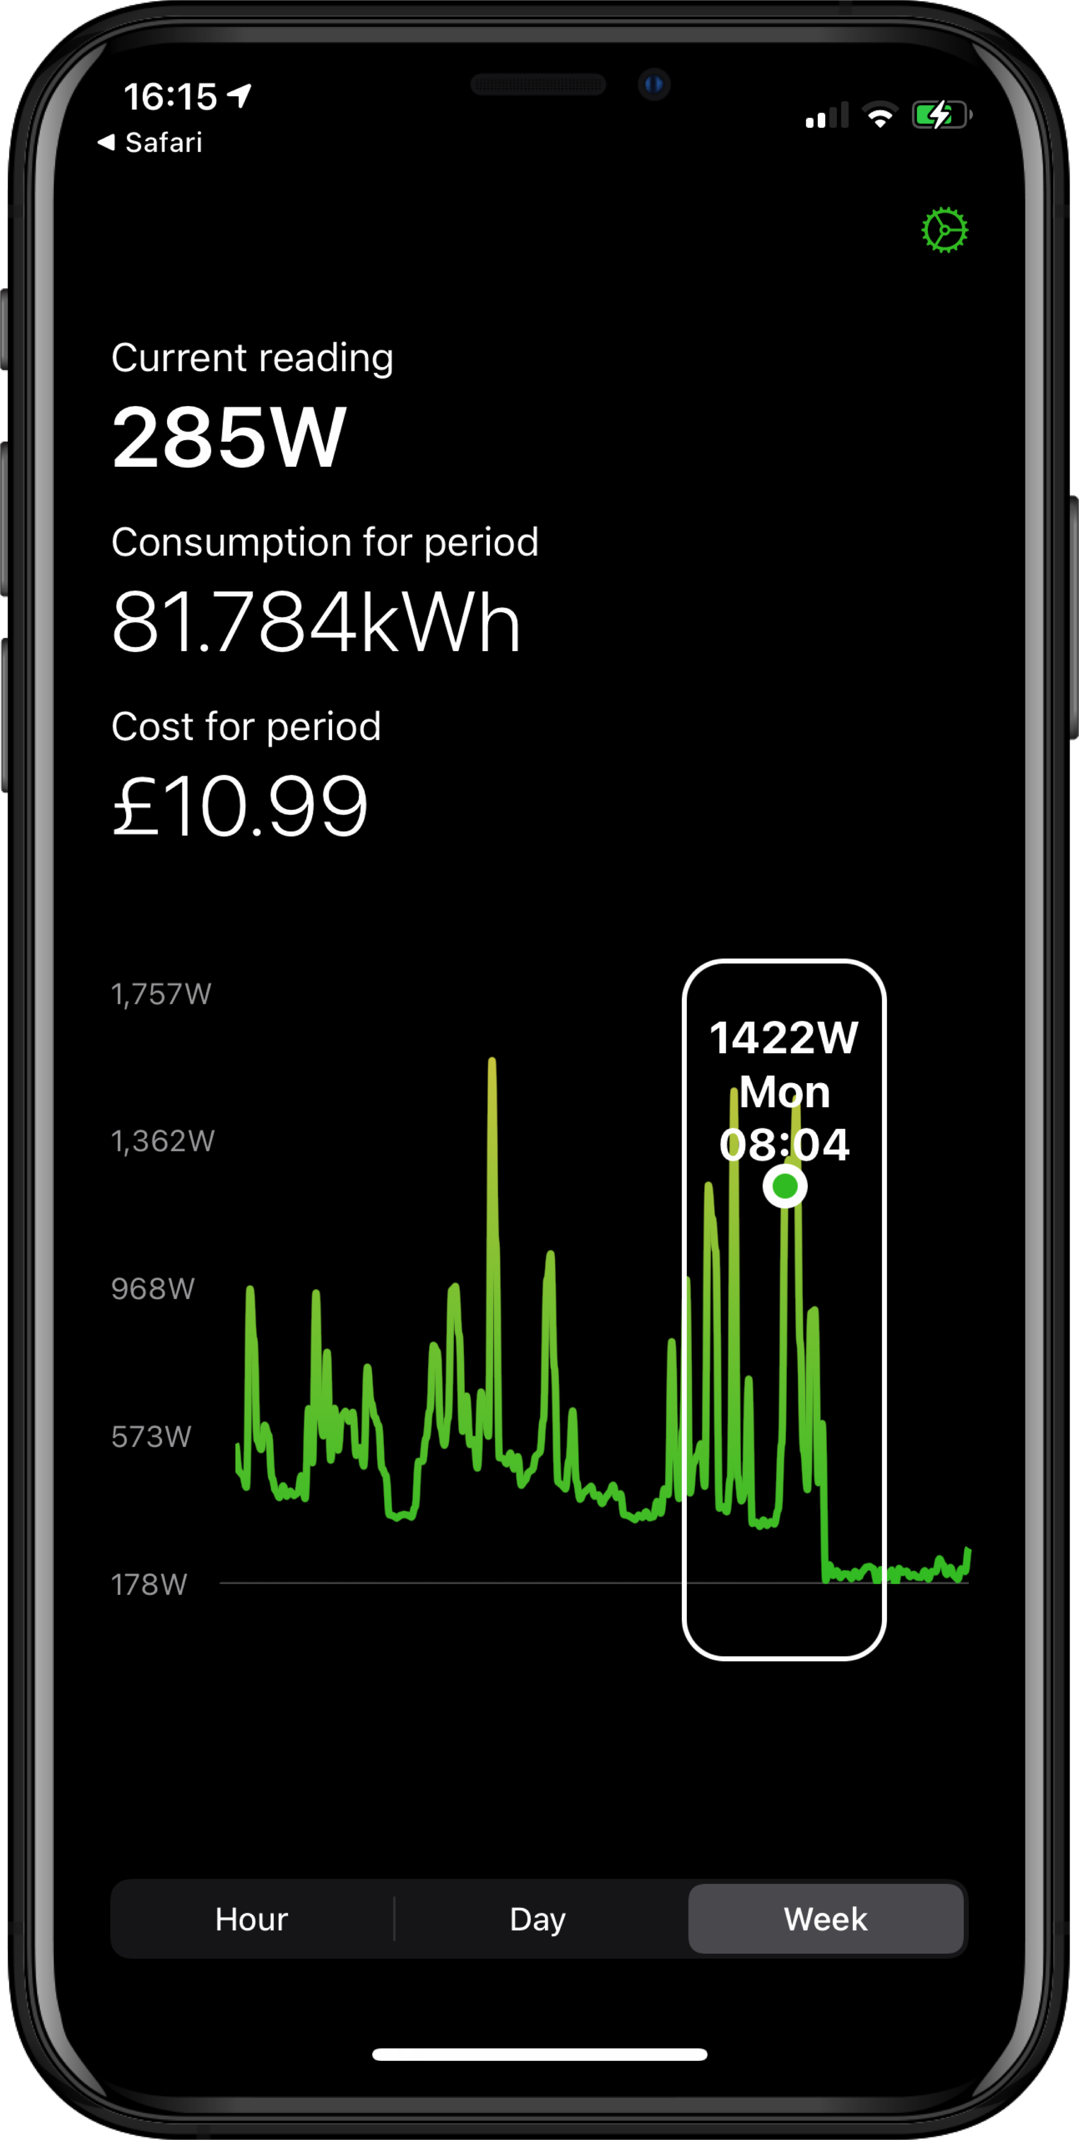 16:15
Safari
Current reading
285W
Consumption for period
81.784kWh
Cost for period
£10.99
1,757W
1422W
Mon
08:04
1,362W
968W
573W
178W
Hour
Day
Week